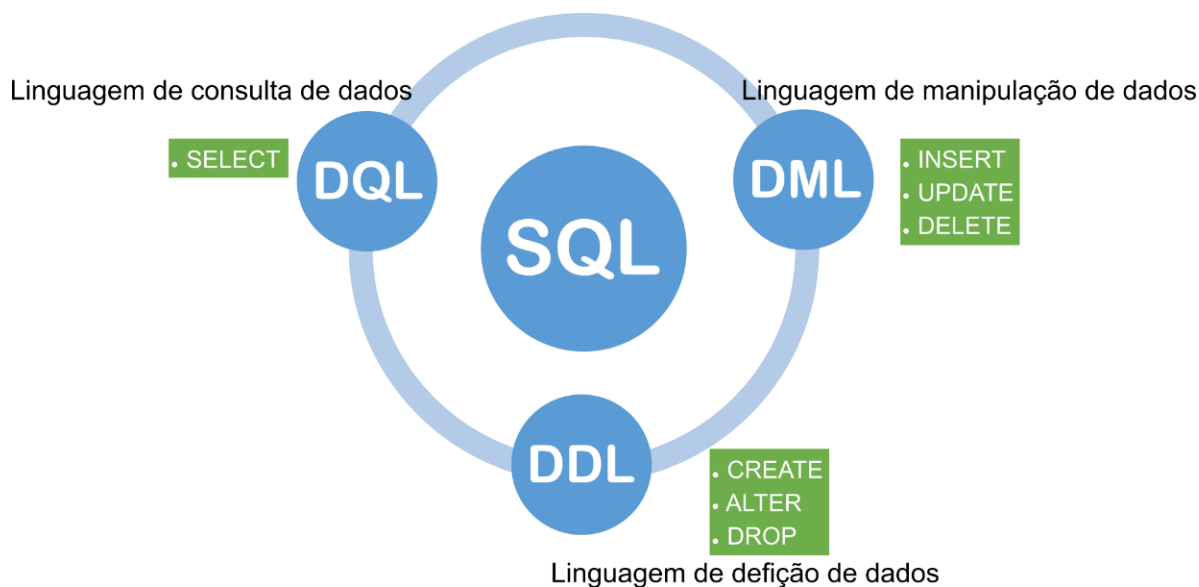 Linguagem de consulta de dados
Linguagem de manipulação de dados
. SELECT
DQL
SQL
DML
. INSERT
. UPDATE
. DELETE
DDL
. CREATE
. ALTER
. DROP
Linguagem de defição de dados